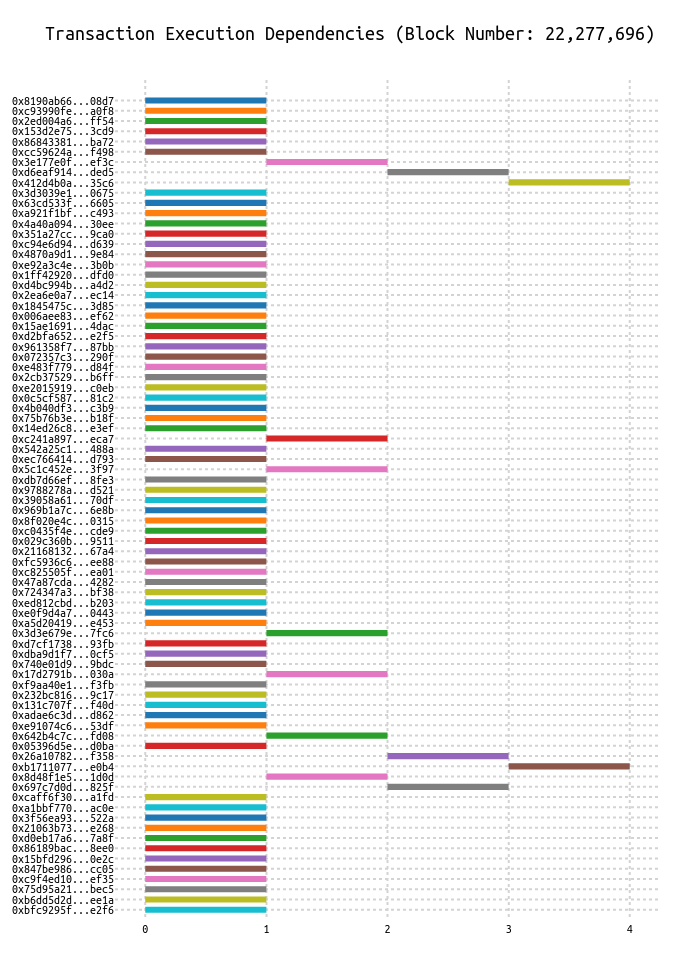 Transaction Execution Dependencies (Block Number: 22,277,696)
0x8190ab66...08d7
0xc93990fe...a0f8
0x2ed004a6...ff54
0x153d2e75...3cd9
0x86843381...ba72
0xcc59624a...f498
0x3e177e0f...ef3c
0xd6eaf914...ded5
0x412d4b0a...35c6
0x3d3039e1...0675
0x63cd533f...6605
0xa921f1bf...c493
0x4a40a094...30ee
0x351a27cc...9ca0
0xc94e6d94...d639
0x4870a9d1...9e84
0xe92a3c4e...3b0b
0x1ff42920...dfd0
0xd4bc994b...a4d2
0x2ea6e0a7...ec14
0x1845475c...3d85
0x006aee83...ef62
0x15ae1691...4dac
0xd2bfa652...e2f5
0x961358f7...87bb
0x072357c3...290f
0xe483f779...d84f
0x2cb37529...b6ff
0xe2015919...c0eb
0x0c5cf587...81c2
0x4b040df3...c3b9
0x75b76b3e...b18f
0x14ed26c8...e3ef
0xc241a897...eca7
0x542a25c1...488a
0xec766414...d793
0x5c1c452e...3f97
0xdb7d66ef...8fe3
0x9788278a...d521
0x39058a61...70df
0x969b1a7c...6e8b
0x8f020e4c...0315
0xc0435f4e...cde9
0x029c360b...9511
0x21168132...67a4
0xfc5936c6...ee88
0xc825505f...ea01
0x47a87cda...4282
0x724347a3...bf38
0xed812cbd...b203
0xe0f9d4a7...0443
0xa5d20419...e453
0x3d3e679e...7fc6
0xd7cf1738...93fb
0xdba9d1f7...0cf5
0x740e01d9...9bdc
0x17d2791b...030a
0xf9aa40e1...f3fb
0x232bc816...9c17
0x131c707f...f40d
0xadae6c3d...d862
0xe91074c6...53df
0x642b4c7c...fd08
0x05396d5e...d0ba
0x26a10782...f358
0xb1711077...e0b4
0x8d48f1e5...1d0d
0x697c7d0d...825f
0xcaff6f30...a1fd
0xa1bbf770...ac0e
0x3f56ea93...522a
0x21063b73...e268
0xd0eb17a6...7a8f
0x86189bac...8ee0
0x15bfd296...0e2c
0x847be986...cc05
0xc9f4ed10...ef35
0x75d95a21...bec5
0xb6dd5d2d...ee1a
0xbfc9295f...e2f6
0 1 2 3 4